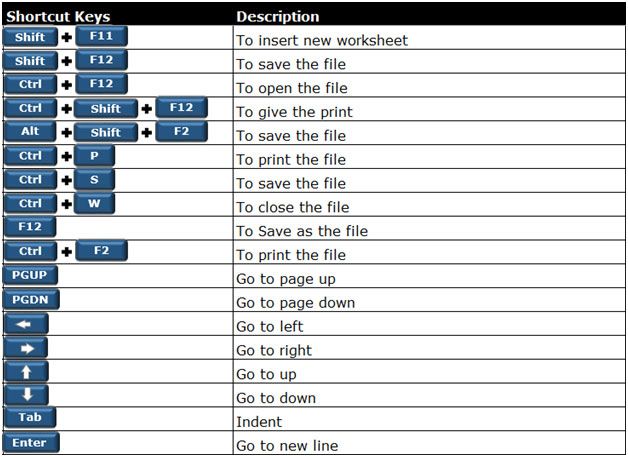 Shortcut Keys Description
Shift + F11 To insert new worksheet
Shift + F12 To save the file
Ctrl + F12 To open the file
Ctrl + Shift + F12 To give the print
Alt + Shift + F2 To save the file
Ctrl + P To print the file
Ctrl + S To save the file
Ctrl + W To close the file
F12 To Save as the file
Ctrl + F2 To print the file
PGUP Go to page up
PGDN Go to page down
← Go to left
→ Go to right
↑ Go to up
↓ Go to down
Tab Indent
Enter Go to new line